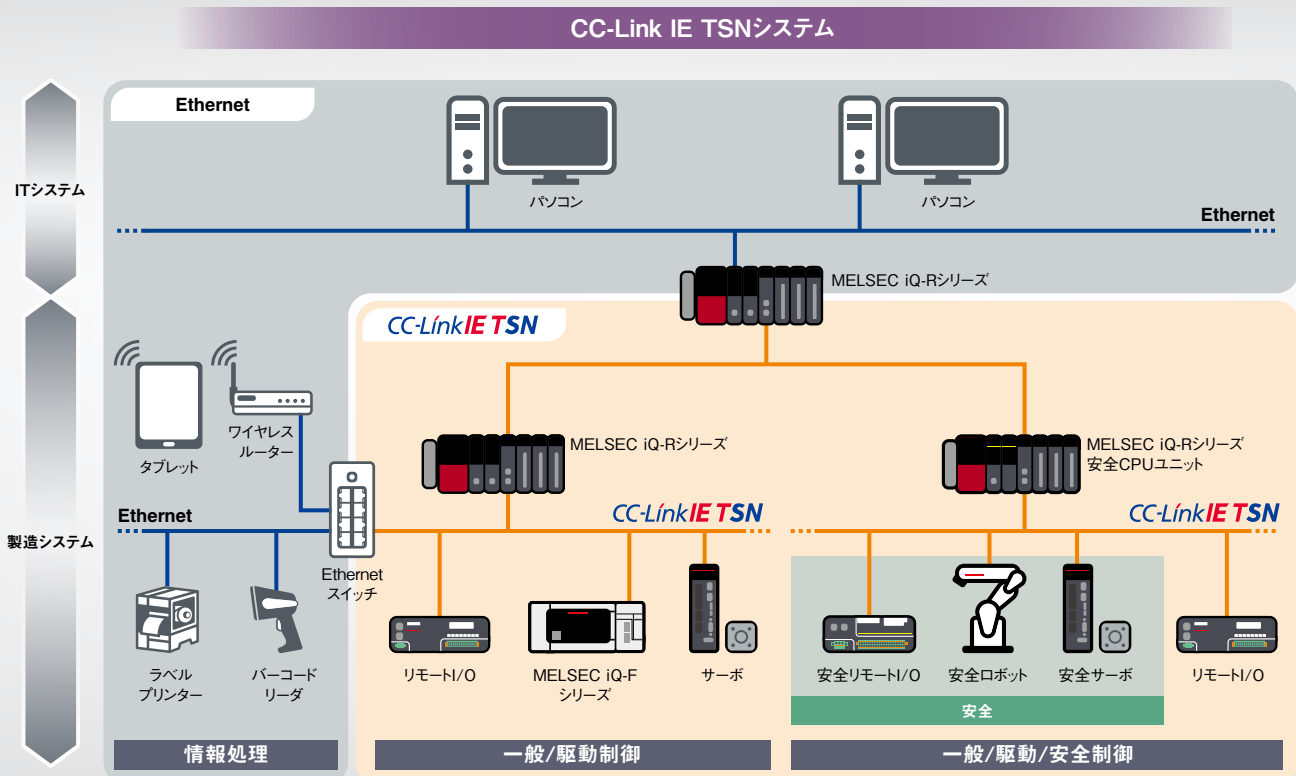 CC-Link IE TSNシステム
Ethernet
ITシステム
パソコン
パソコン
Ethernet
MELSEC iQ-Rシリーズ
CC-Link IE TSN
ワイヤレス
ルーター
タブレット
MELSEC iQ-Rシリーズ
MELSEC iQ-Rシリーズ
安全CPUユニット
Ethernet
CC-Link IE TSN
CC-Link IE TSN
製造システム
Ethernet
スイッチ
ラベル
プリンター
バーコード
リーダ
リモートI/O
MELSEC iQ-F
シリーズ
サーボ
安全リモートI/O
安全ロボット
安全サーボ
リモートI/O
安全
情報処理
一般/駆動制御
一般/駆動/安全制御